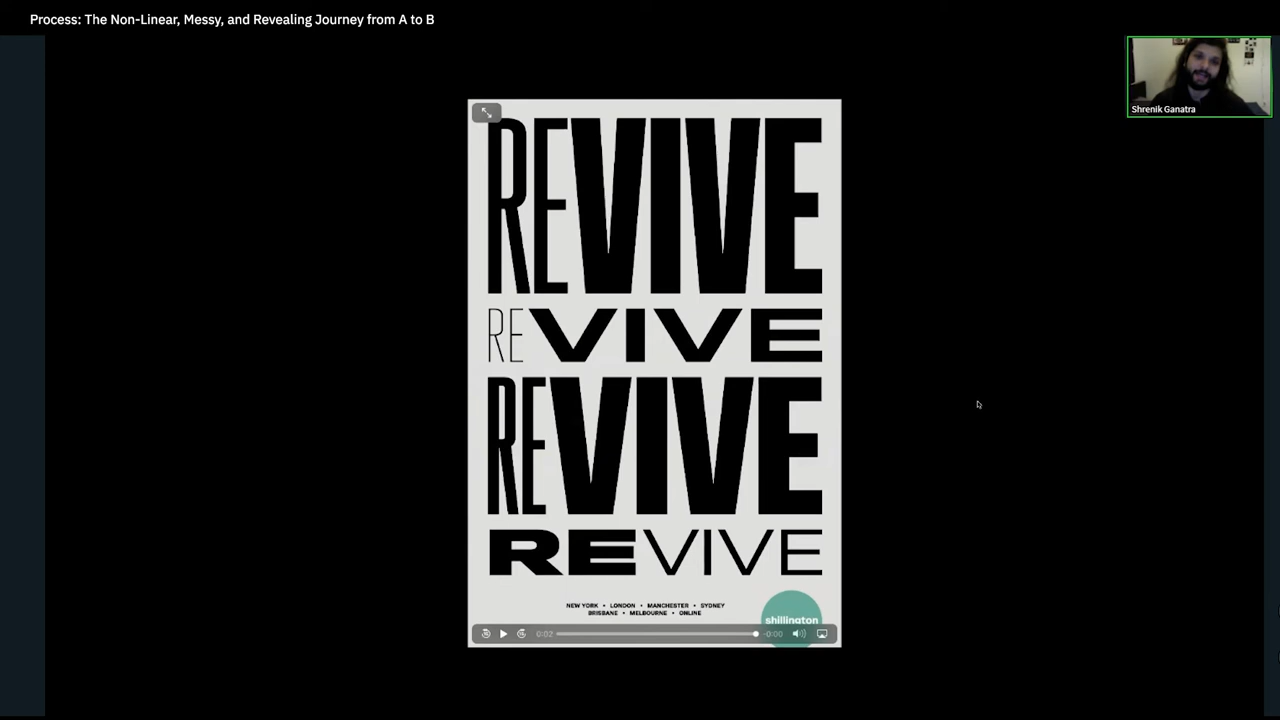 Process: The Non-Linear, Messy, and Revealing Journey from A to B
Shrenik Ganatra
REVIVE
REVIVE
REVIVE
REVIVE
NEW YORK • LONDON • MANCHESTER • SYDNEY
BRISBANE • MELBOURNE • ONLINE
shillington
0:02
-0:00